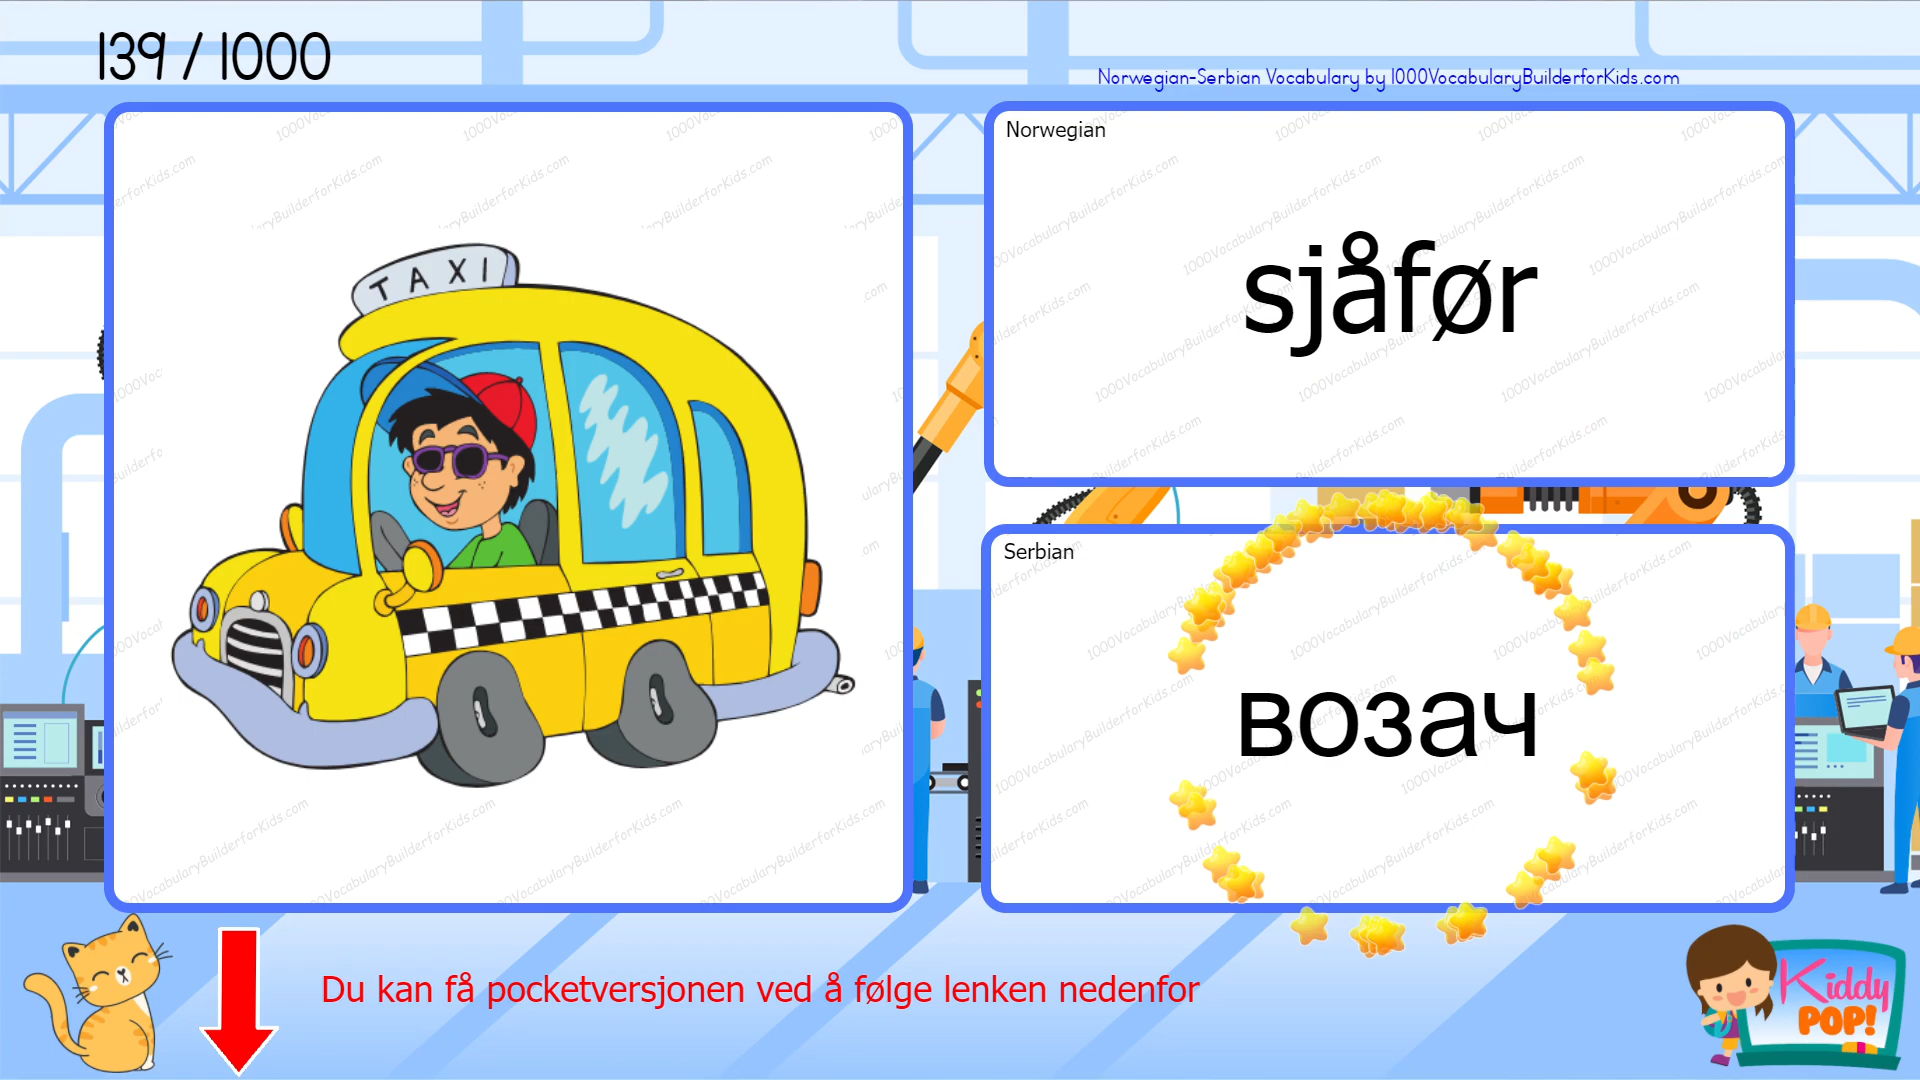 139 / 1000
Norwegian-Serbian Vocabulary by 1000VocabularyBuilderforKids.com
TAXI
Norwegian
sjåfør
Serbian
возач
Du kan få pocketversjonen ved å følge lenken nedenfor
Kiddy
POP!